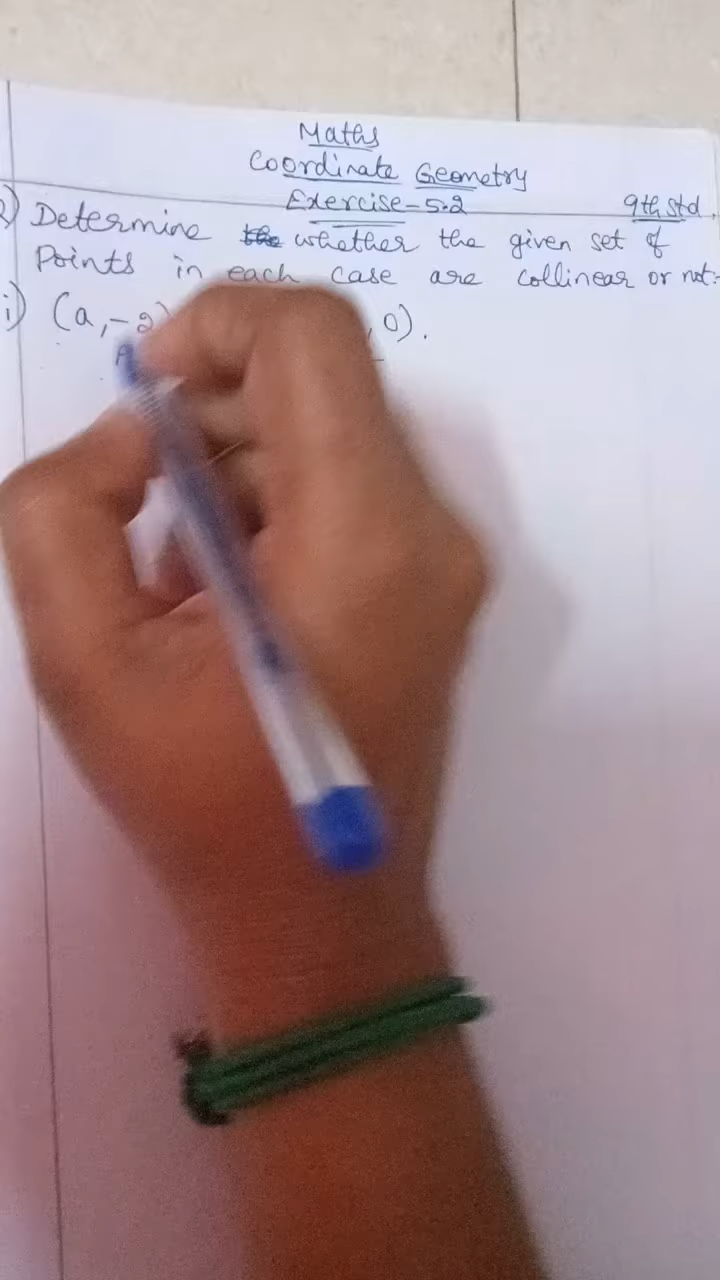 Maths
Coordinate Geometry
Exercise-5.2
9th std
2) Determine the whether the given set of
Points in each case are collinear or not:-
i) (a,-2) ,0).
A